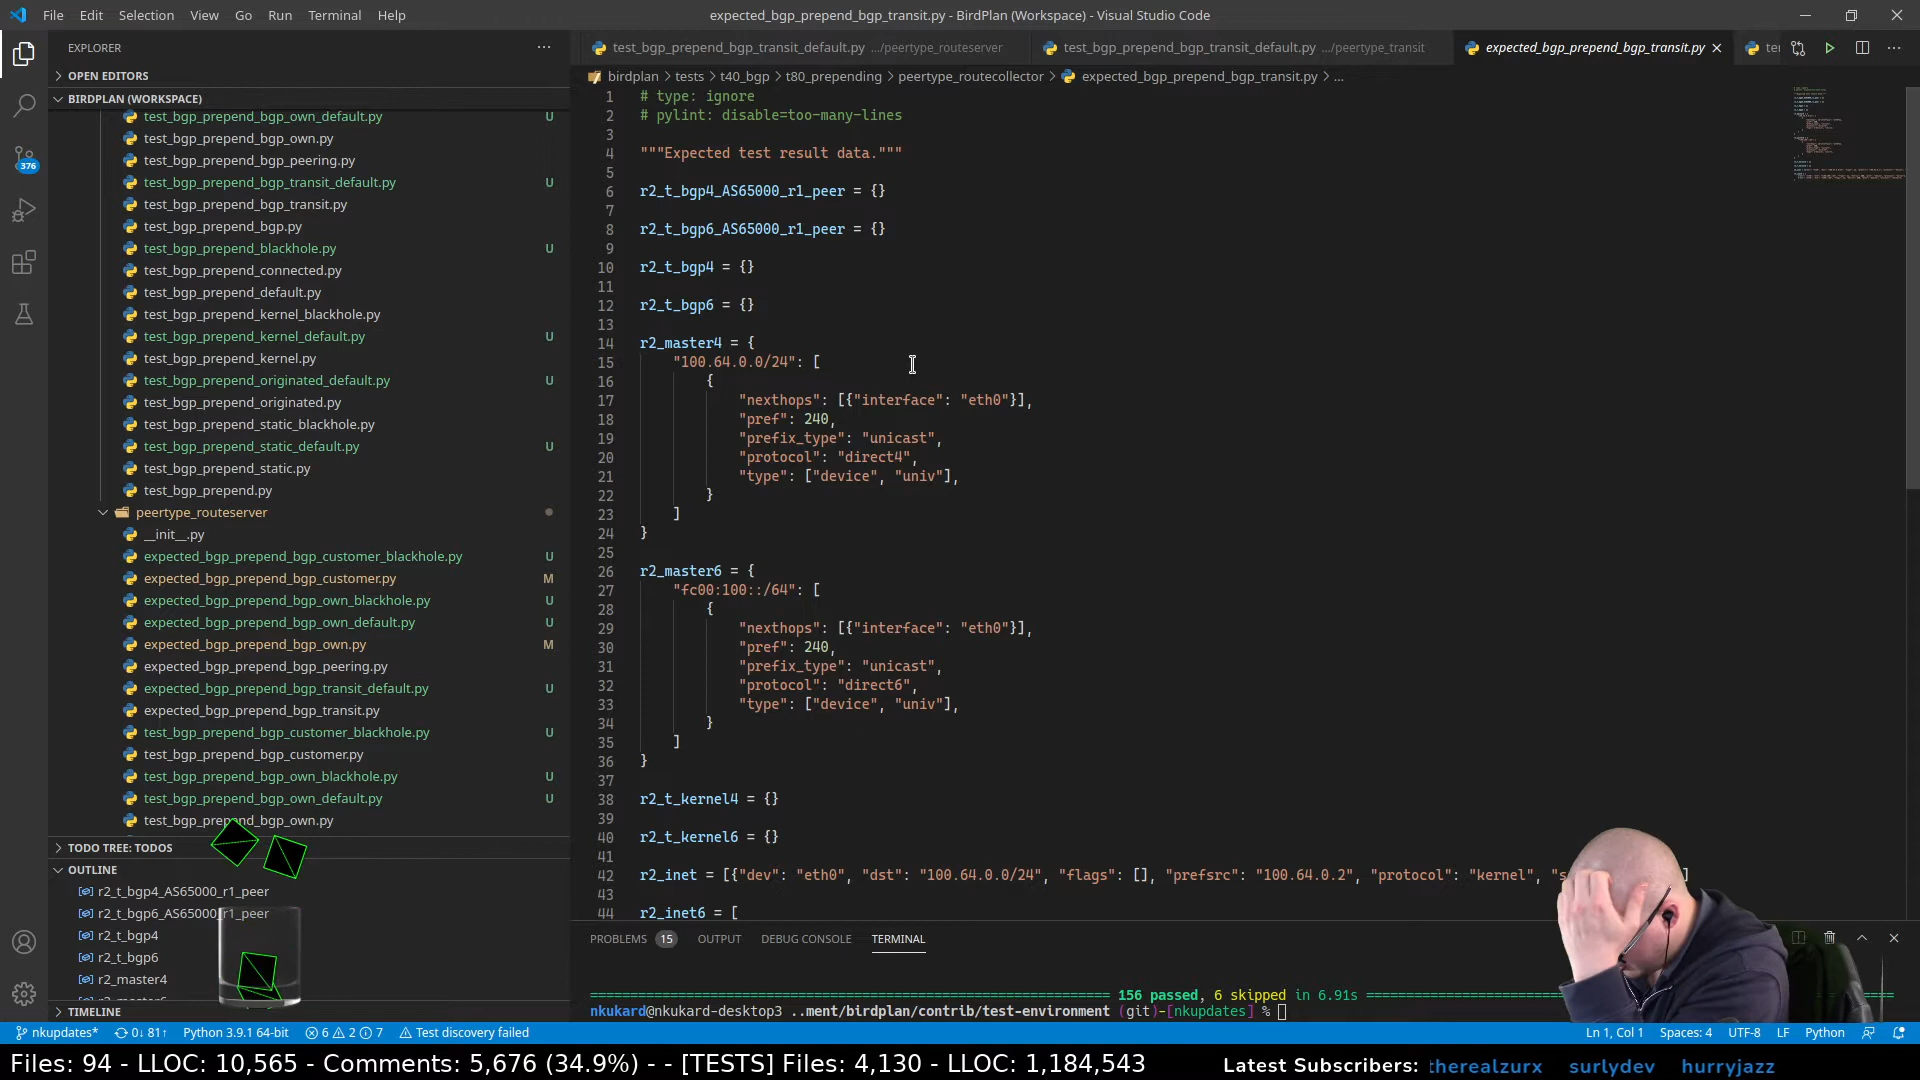 File Edit Selection View Go Run Terminal Help
expected_bgp_prepend_bgp_transit.py - BirdPlan (Workspace) - Visual Studio Code
EXPLORER
OPEN EDITORS
BIRDPLAN (WORKSPACE)
test_bgp_prepend_bgp_own_default.py U
test_bgp_prepend_bgp_own.py
test_bgp_prepend_bgp_peering.py
test_bgp_prepend_bgp_transit_default.py U
test_bgp_prepend_bgp_transit.py
test_bgp_prepend_bgp.py
test_bgp_prepend_blackhole.py U
test_bgp_prepend_connected.py
test_bgp_prepend_default.py
test_bgp_prepend_kernel_blackhole.py
test_bgp_prepend_kernel_default.py U
test_bgp_prepend_kernel.py
test_bgp_prepend_originated_default.py U
test_bgp_prepend_originated.py
test_bgp_prepend_static_blackhole.py
test_bgp_prepend_static_default.py U
test_bgp_prepend_static.py
test_bgp_prepend.py
peertype_routeserver
__init__.py
expected_bgp_prepend_bgp_customer_blackhole.py U
expected_bgp_prepend_bgp_customer.py M
expected_bgp_prepend_bgp_own_blackhole.py U
expected_bgp_prepend_bgp_own_default.py U
expected_bgp_prepend_bgp_own.py M
expected_bgp_prepend_bgp_peering.py
expected_bgp_prepend_bgp_transit_default.py U
expected_bgp_prepend_bgp_transit.py
test_bgp_prepend_bgp_customer_blackhole.py U
test_bgp_prepend_bgp_customer.py
test_bgp_prepend_bgp_own_blackhole.py U
test_bgp_prepend_bgp_own_default.py U
test_bgp_prepend_bgp_own.py
TODO TREE: TODOS
OUTLINE
r2_t_bgp4_AS65000_r1_peer
r2_t_bgp6_AS65000_r1_peer
r2_t_bgp4
r2_t_bgp6
r2_master4
TIMELINE
376
test_bgp_prepend_bgp_transit_default.py .../peertype_routeserver
test_bgp_prepend_bgp_transit_default.py .../peertype_transit
expected_bgp_prepend_bgp_transit.py
birdplan > tests > t40_bgp > t80_prepending > peertype_routecollector > expected_bgp_prepend_bgp_transit.py > ...
1 # type: ignore
2 # pylint: disable=too-many-lines
3
4 """Expected test result data."""
5
6 r2_t_bgp4_AS65000_r1_peer = {}
7
8 r2_t_bgp6_AS65000_r1_peer = {}
9
10 r2_t_bgp4 = {}
11
12 r2_t_bgp6 = {}
13
14 r2_master4 = {
15 "100.64.0.0/24": [
16 {
17 "nexthops": [{"interface": "eth0"}],
18 "pref": 240,
19 "prefix_type": "unicast",
20 "protocol": "direct4",
21 "type": ["device", "univ"],
22 }
23 ]
24 }
25
26 r2_master6 = {
27 "fc00:100::/64": [
28 {
29 "nexthops": [{"interface": "eth0"}],
30 "pref": 240,
31 "prefix_type": "unicast",
32 "protocol": "direct6",
33 "type": ["device", "univ"],
34 }
35 ]
36 }
37
38 r2_t_kernel4 = {}
39
40 r2_t_kernel6 = {}
41
42 r2_inet = [{"dev": "eth0", "dst": "100.64.0.0/24", "flags": [], "prefsrc": "100.64.0.2", "protocol": "kernel", "s
43
44 r2_inet6 = [
PROBLEMS 15 OUTPUT DEBUG CONSOLE TERMINAL
156 passed, 6 skipped in 6.91s
nkukard@nkukard-desktop3 ..ment/birdplan/contrib/test-environment (git)-[nkupdates] %
nkupdates* 0↓ 81↑ Python 3.9.1 64-bit 6 2 7 Test discovery failed
Ln 1, Col 1 Spaces: 4 UTF-8 LF Python
Files: 94 - LLOC: 10,565 - Comments: 5,676 (34.9%) - - [TESTS] Files: 4,130 - LLOC: 1,184,543
Latest Subscribers: therealzurx surlydev hurryjazz